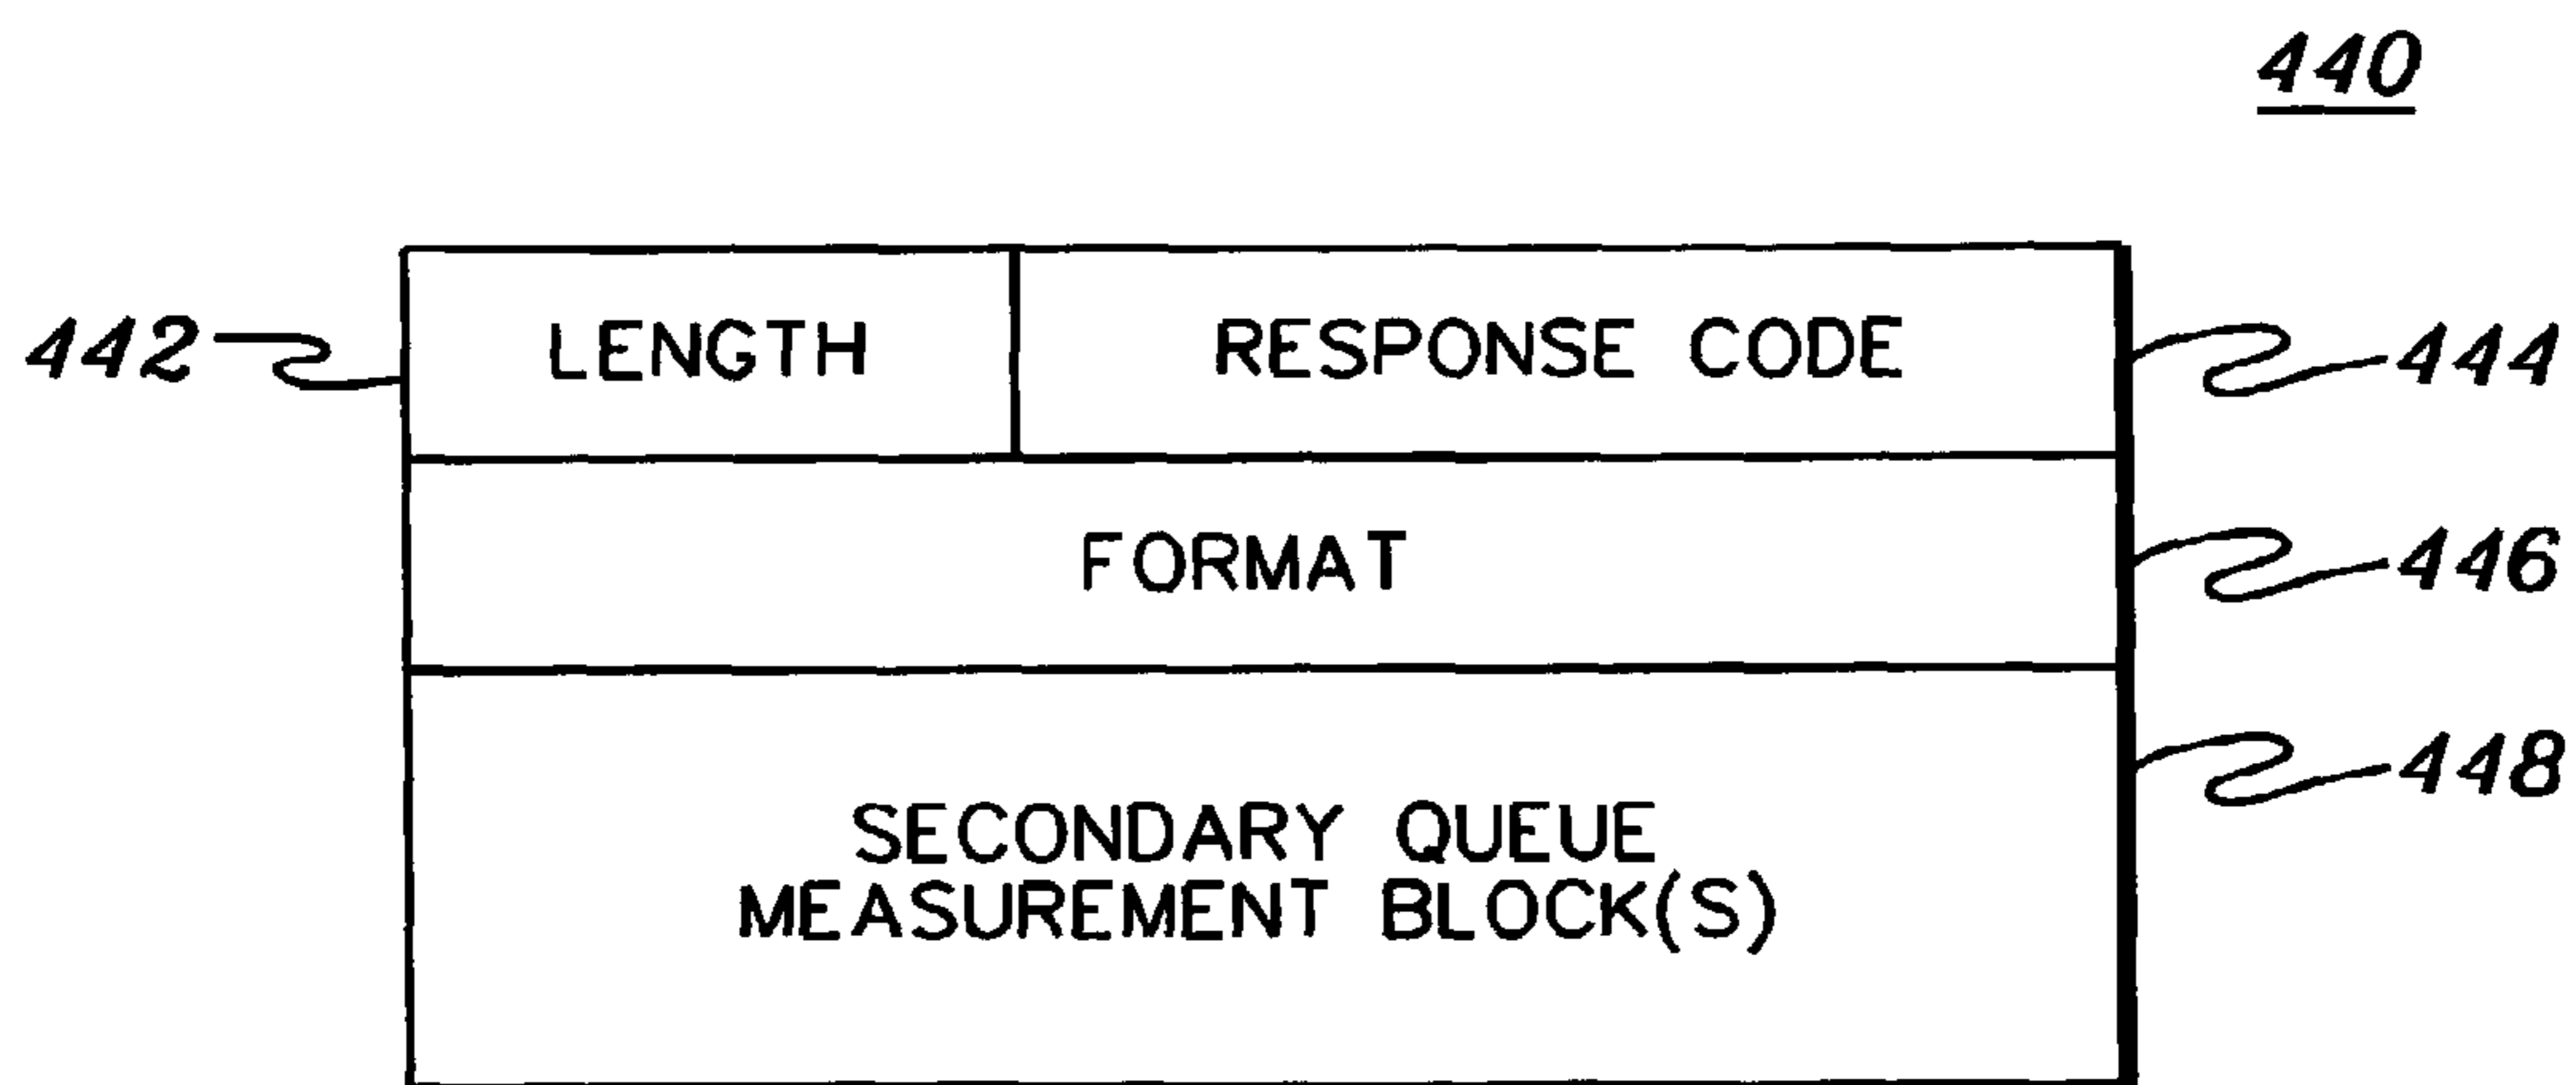 440
442 LENGTH RESPONSE CODE 444
FORMAT 446
448
SECONDARY QUEUE
MEASUREMENT BLOCK(S)